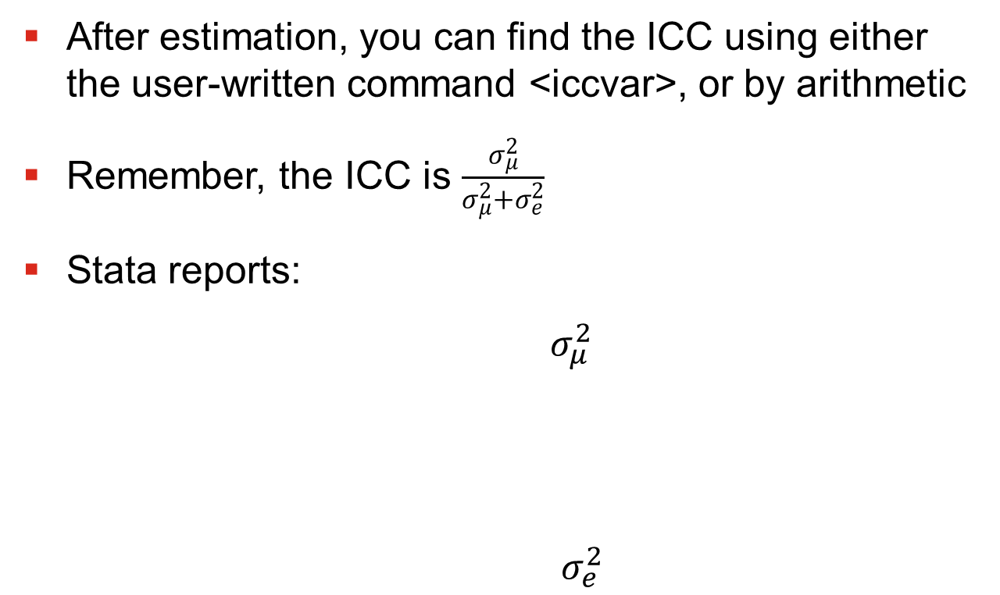 ▪ After estimation, you can find the ICC using either
the user-written command <iccvar>, or by arithmetic
▪ Remember, the ICC is $\frac{\sigma_\mu^2}{\sigma_\mu^2+\sigma_e^2}$
▪ Stata reports:
$\sigma_\mu^2$
$\sigma_e^2$